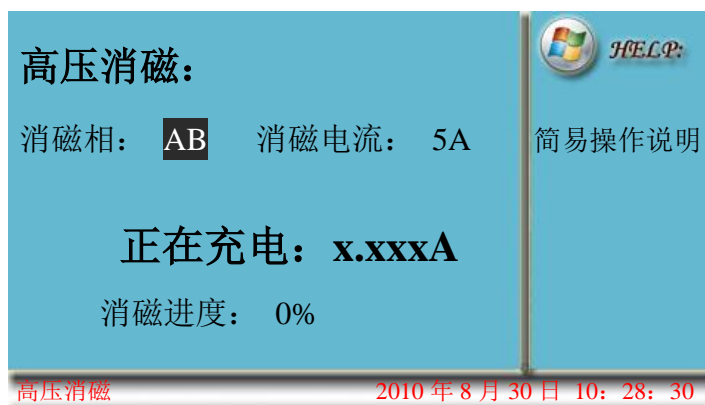 高压消磁：
消磁相： AB 消磁电流： 5A
正在充电：x.xxxA
消磁进度： 0%
HELP:
简易操作说明
高压消磁 2010 年 8 月 30 日 10：28：30